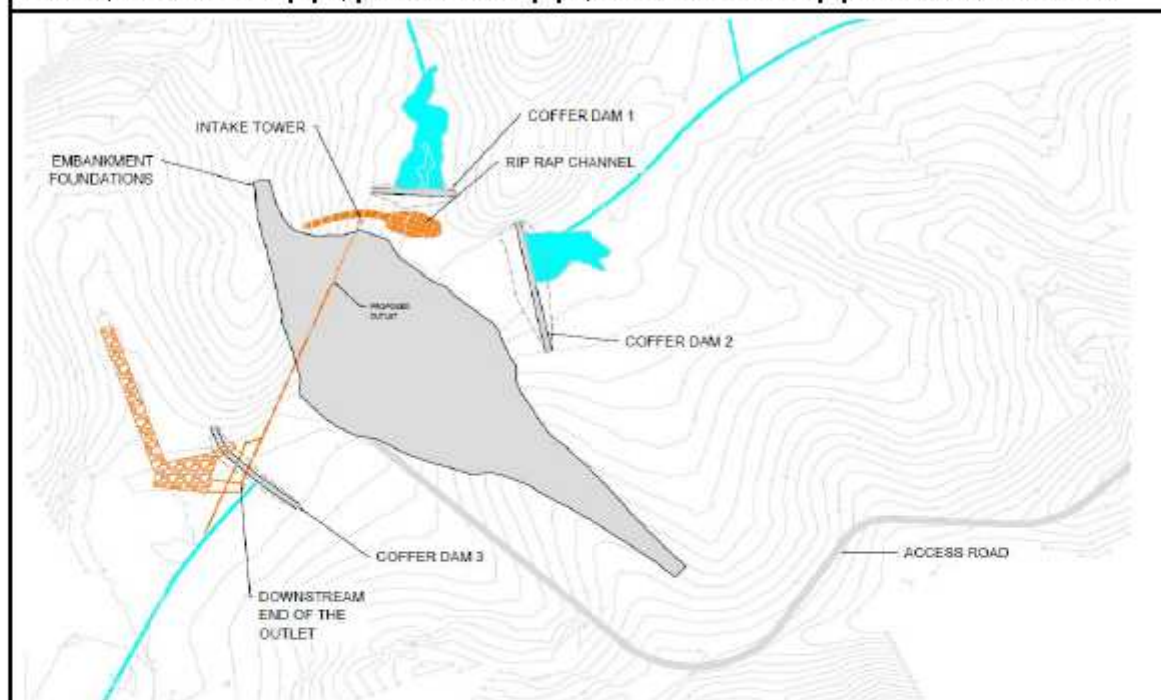 COFFER DAM 1
INTAKE TOWER
RIP RAP CHANNEL
EMBANKMENT
FOUNDATIONS
PROPOSED
OUTLET
COFFER DAM 2
COFFER DAM 3
ACCESS ROAD
DOWNSTREAM
END OF THE
OUTLET